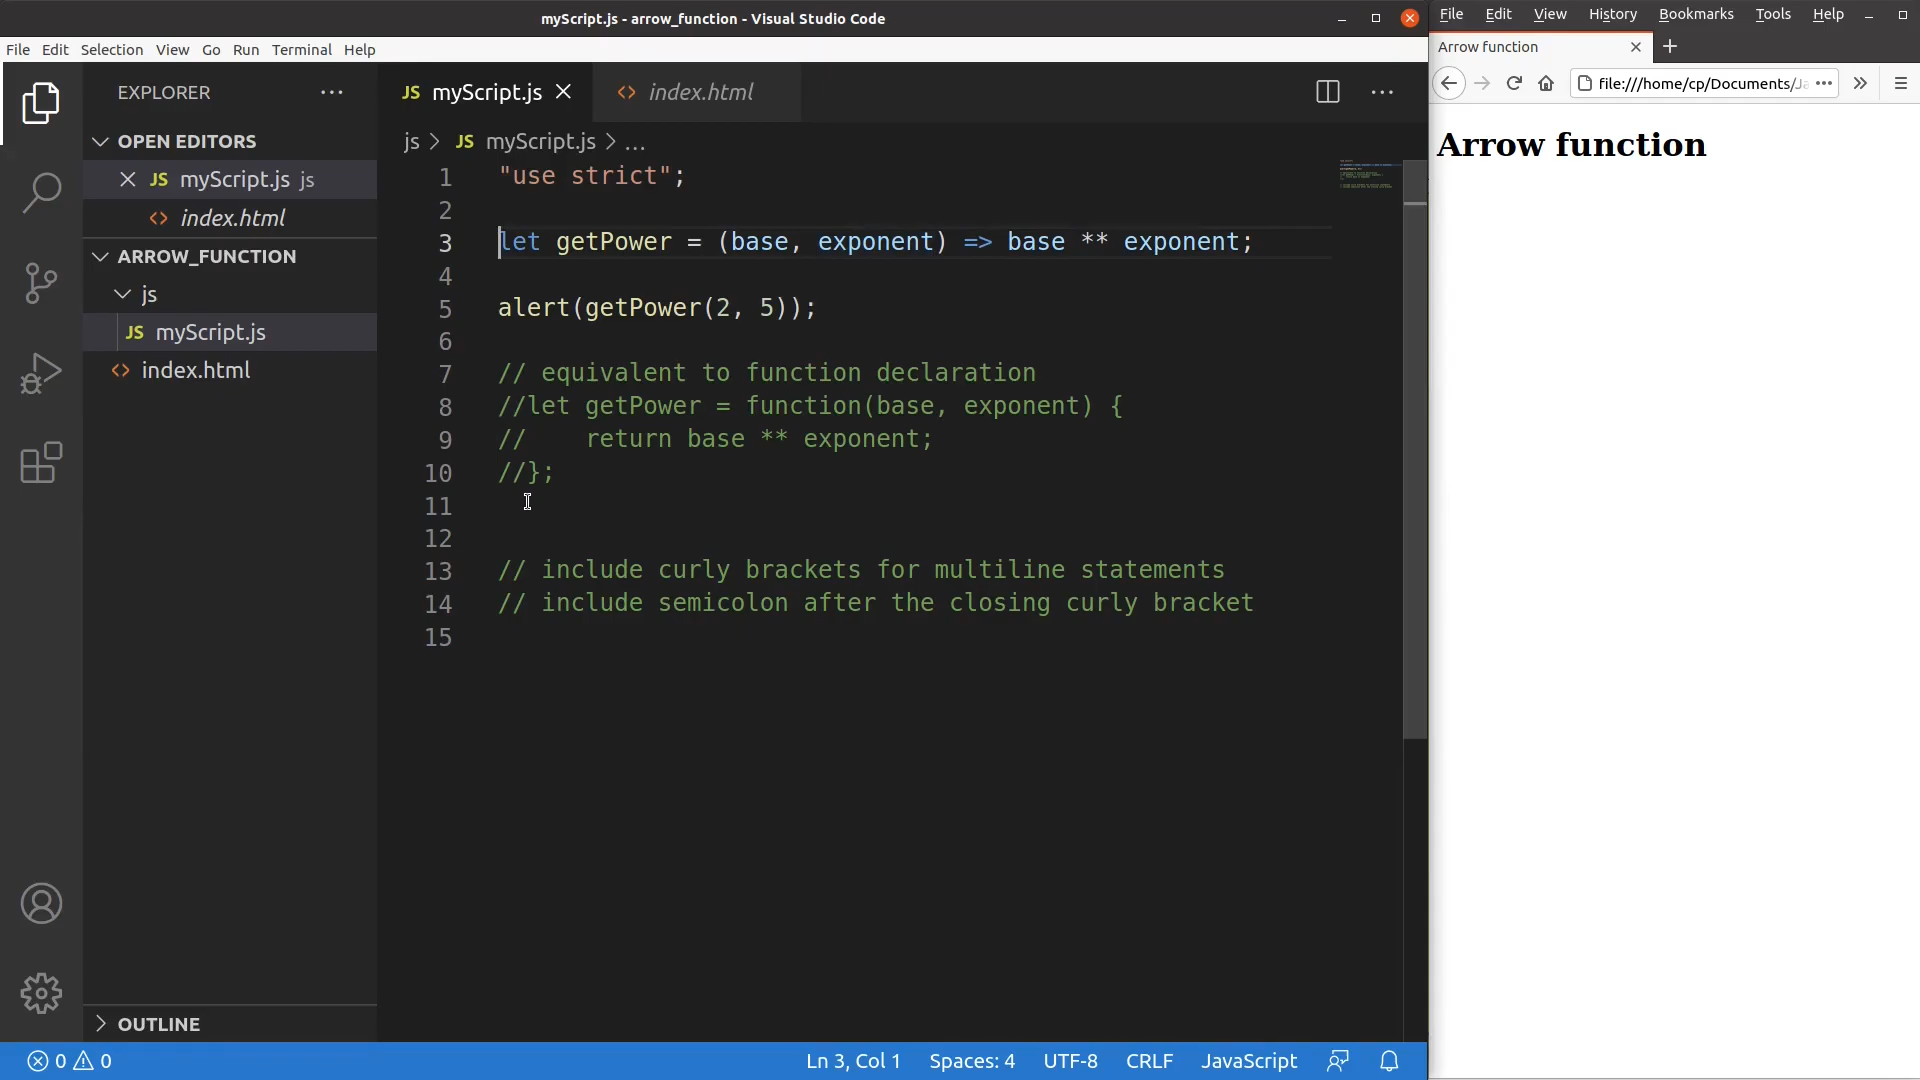 myScript.js - arrow_function - Visual Studio Code
File Edit Selection View Go Run Terminal Help
EXPLORER
OPEN EDITORS
JS myScript.js js
<> index.html
ARROW_FUNCTION
js
JS myScript.js
<> index.html
OUTLINE
JS myScript.js
<> index.html
js > JS myScript.js > ...
1 "use strict";
2
3 let getPower = (base, exponent) => base ** exponent;
4
5 alert(getPower(2, 5));
6
7 // equivalent to function declaration
8 //let getPower = function(base, exponent) {
9 //    return base ** exponent;
10 //};
11
12
13 // include curly brackets for multiline statements
14 // include semicolon after the closing curly bracket
15
0 0 Ln 3, Col 1 Spaces: 4 UTF-8 CRLF JavaScript
File Edit View History Bookmarks Tools Help
Arrow function
file:///home/cp/Documents/
Arrow function